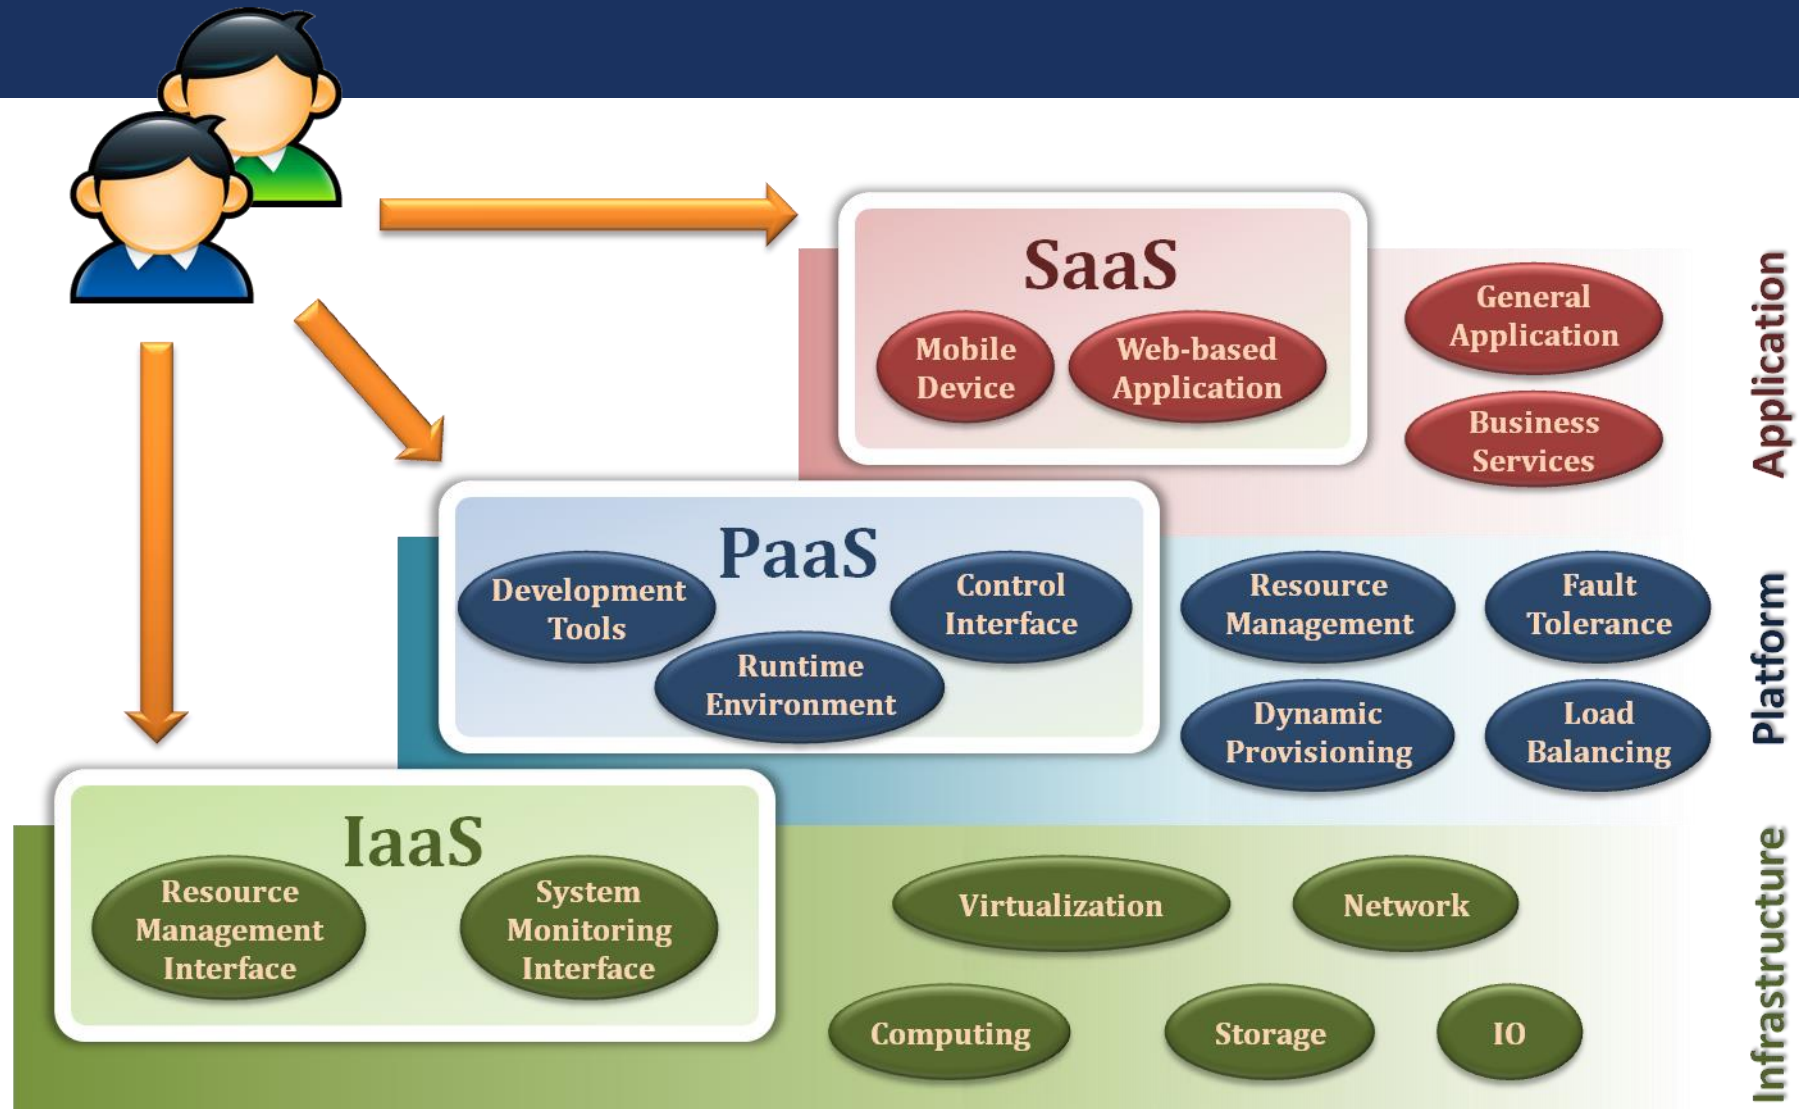 SaaS
Mobile
Device
Web-based
Application
General
Application
Business
Services
Application
PaaS
Development
Tools
Runtime
Environment
Control
Interface
Resource
Management
Fault
Tolerance
Dynamic
Provisioning
Load
Balancing
Platform
IaaS
Resource
Management
Interface
System
Monitoring
Interface
Virtualization
Network
Computing
Storage
IO
Infrastructure